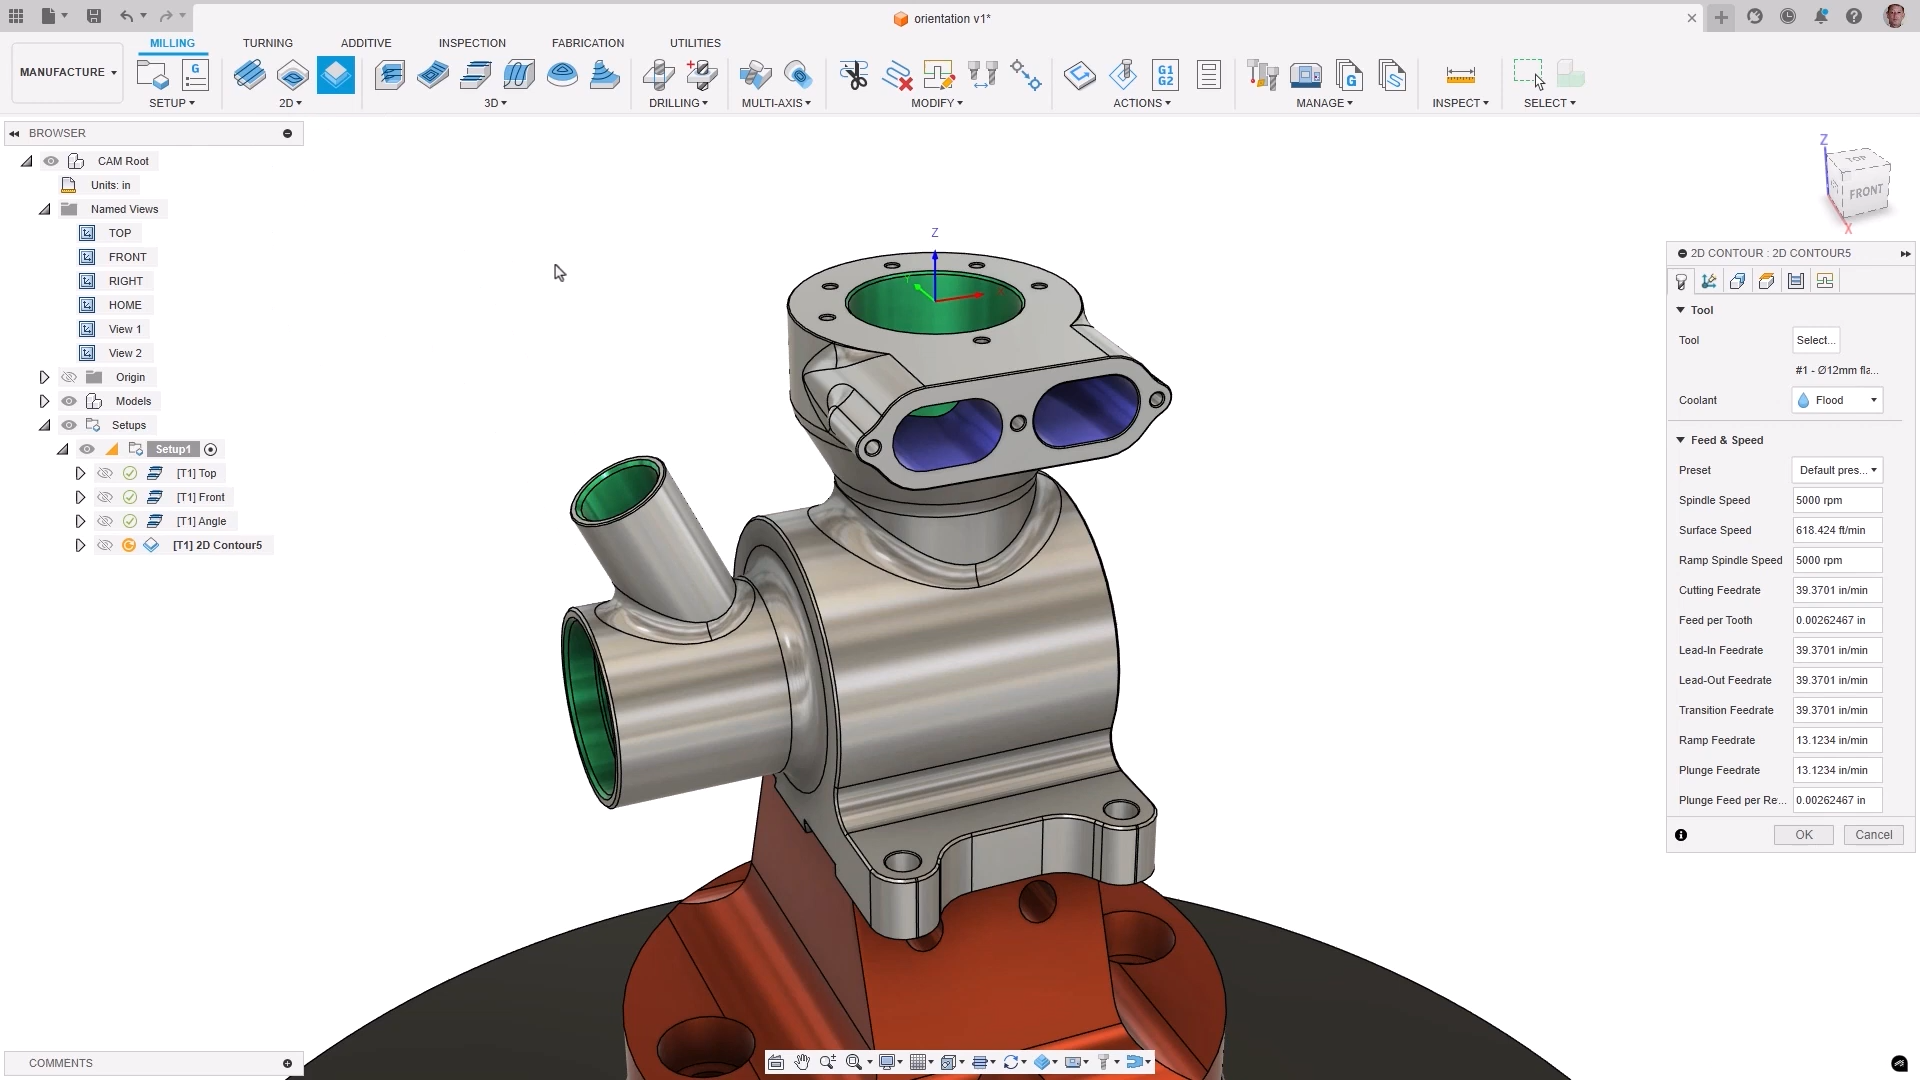 orientation v1*
MILLING TURNING ADDITIVE INSPECTION FABRICATION UTILITIES
MANUFACTURE
G G1 G2 G
SETUP 2D 3D DRILLING MULTI-AXIS MODIFY ACTIONS MANAGE INSPECT SELECT
BROWSER
CAM Root
Units: in
Named Views
TOP
FRONT
RIGHT
HOME
View 1
View 2
Origin
Models
Setups
Setup1
[T1] Top
[T1] Front
[T1] Angle
[T1] 2D Contour5
Z
Z
TOP
FRONT
X
2D CONTOUR : 2D CONTOUR5
Tool
Tool Select...
#1 - Ø12mm fla...
Coolant Flood
Feed & Speed
Preset Default pres...
Spindle Speed 5000 rpm
Surface Speed 618.424 ft/min
Ramp Spindle Speed 5000 rpm
Cutting Feedrate 39.3701 in/min
Feed per Tooth 0.00262467 in
Lead-In Feedrate 39.3701 in/min
Lead-Out Feedrate 39.3701 in/min
Transition Feedrate 39.3701 in/min
Ramp Feedrate 13.1234 in/min
Plunge Feedrate 13.1234 in/min
Plunge Feed per Re... 0.00262467 in
OK Cancel
COMMENTS